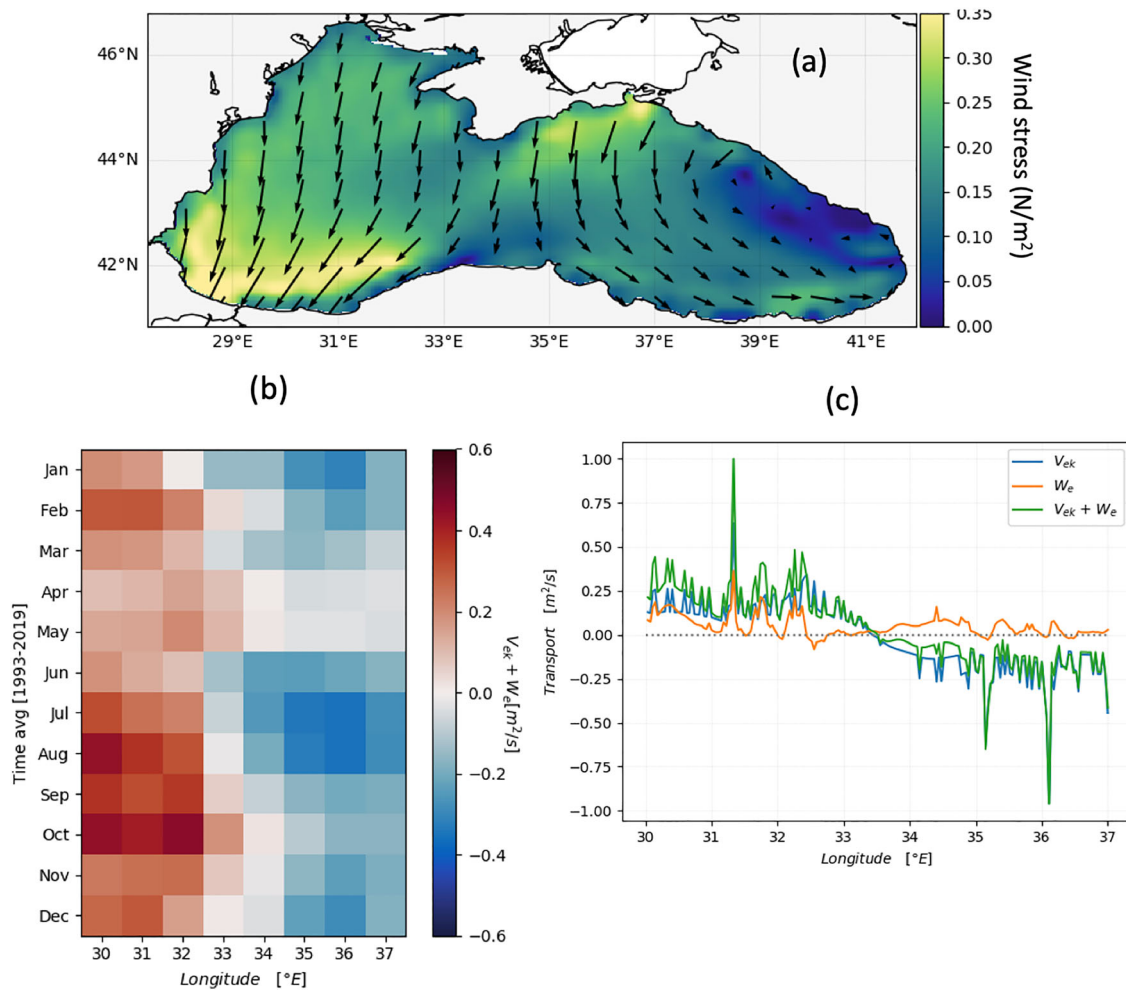 (a)
46°N
44°N
42°N
29°E 31°E 33°E 35°E 37°E 39°E 41°E
0.35
0.30
0.25
0.20
0.15
0.10
0.05
0.00
Wind stress (N/m²)
(b)
(c)
Time avg [1993-2019]
Jan
Feb
Mar
Apr
May
Jun
Jul
Aug
Sep
Oct
Nov
Dec
30 31 32 33 34 35 36 37
Longitude [°E]
0.6
0.4
0.2
0.0
−0.2
−0.4
−0.6
V_ek + W_e[m²/s]
Transport [m²/s]
1.00
0.75
0.50
0.25
0.00
−0.25
−0.50
−0.75
−1.00
V_ek
W_e
V_ek + W_e
30 31 32 33 34 35 36 37
Longitude [°E]